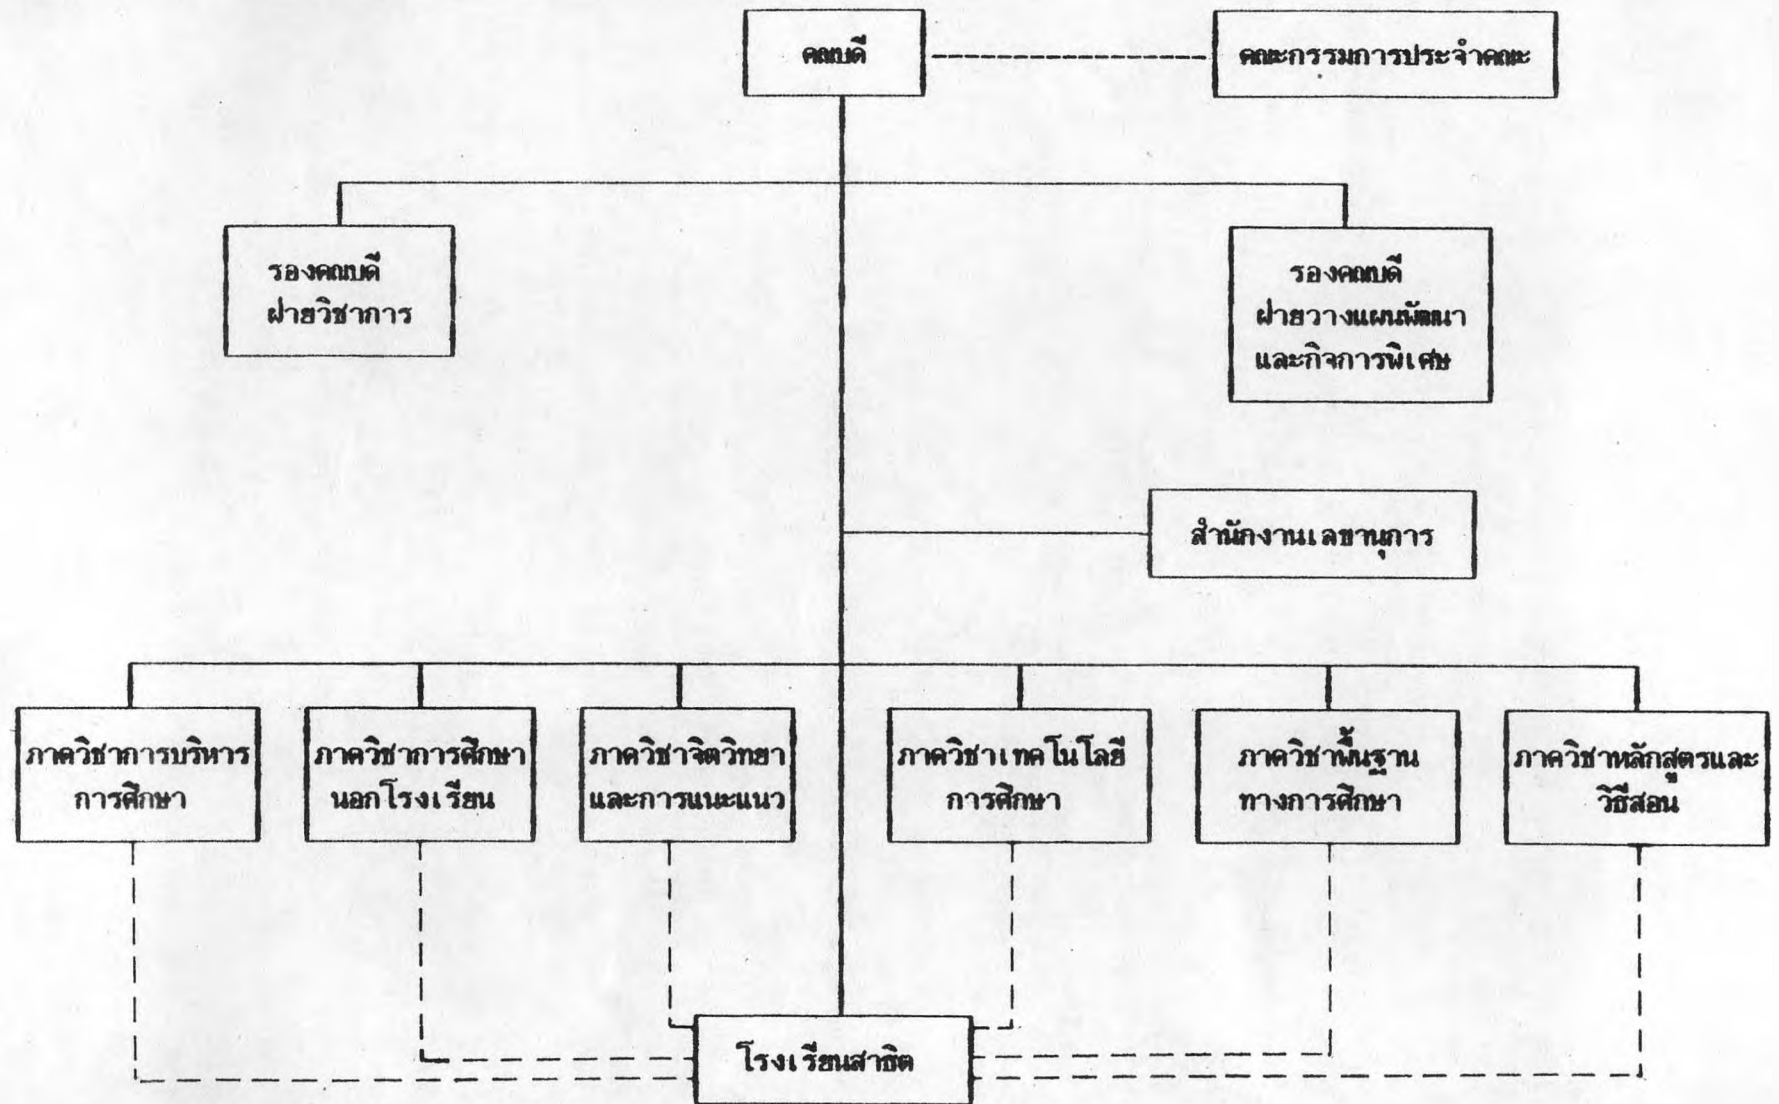 คณบดี
คณะกรรมการประจำคณะ
รองคณบดี
ฝ่ายวิชาการ
รองคณบดี
ฝ่ายวางแผนพัฒนา
และกิจการพิเศษ
สำนักงานเลขานุการ
ภาควิชาการบริหาร
การศึกษา
ภาควิชาการศึกษา
นอกโรงเรียน
ภาควิชาจิตวิทยา
และการแนะแนว
ภาควิชาเทคโนโลยี
การศึกษา
ภาควิชาพื้นฐาน
ทางการศึกษา
ภาควิชาหลักสูตรและ
วิธีสอน
โรงเรียนสาธิต